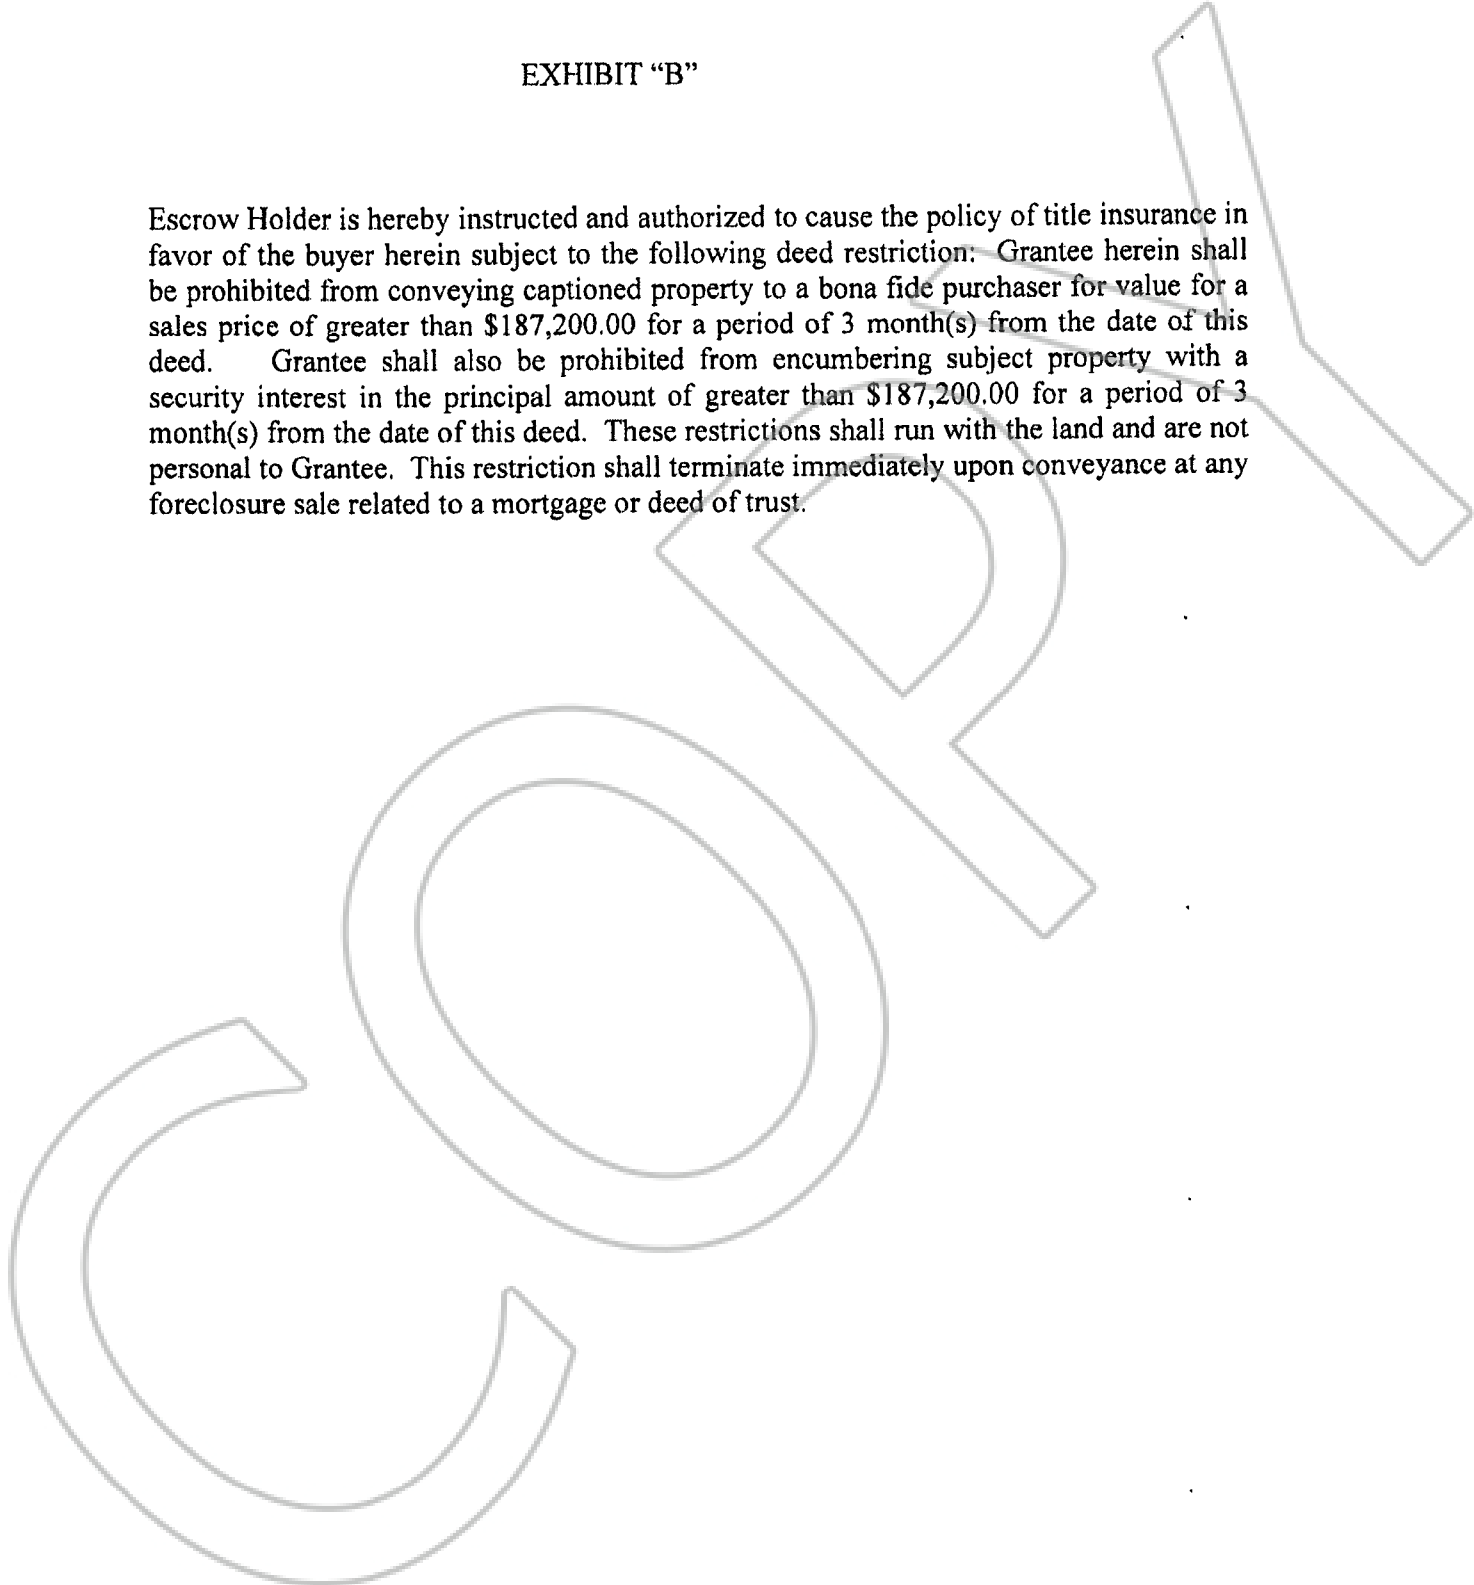 EXHIBIT “B”
Escrow Holder is hereby instructed and authorized to cause the policy of title insurance in
favor of the buyer herein subject to the following deed restriction: Grantee herein shall
be prohibited from conveying captioned property to a bona fide purchaser for value for a
sales price of greater than $187,200.00 for a period of 3 month(s) from the date of this
deed. Grantee shall also be prohibited from encumbering subject property with a
security interest in the principal amount of greater than $187,200.00 for a period of 3
month(s) from the date of this deed. These restrictions shall run with the land and are not
personal to Grantee. This restriction shall terminate immediately upon conveyance at any
foreclosure sale related to a mortgage or deed of trust.
COPY